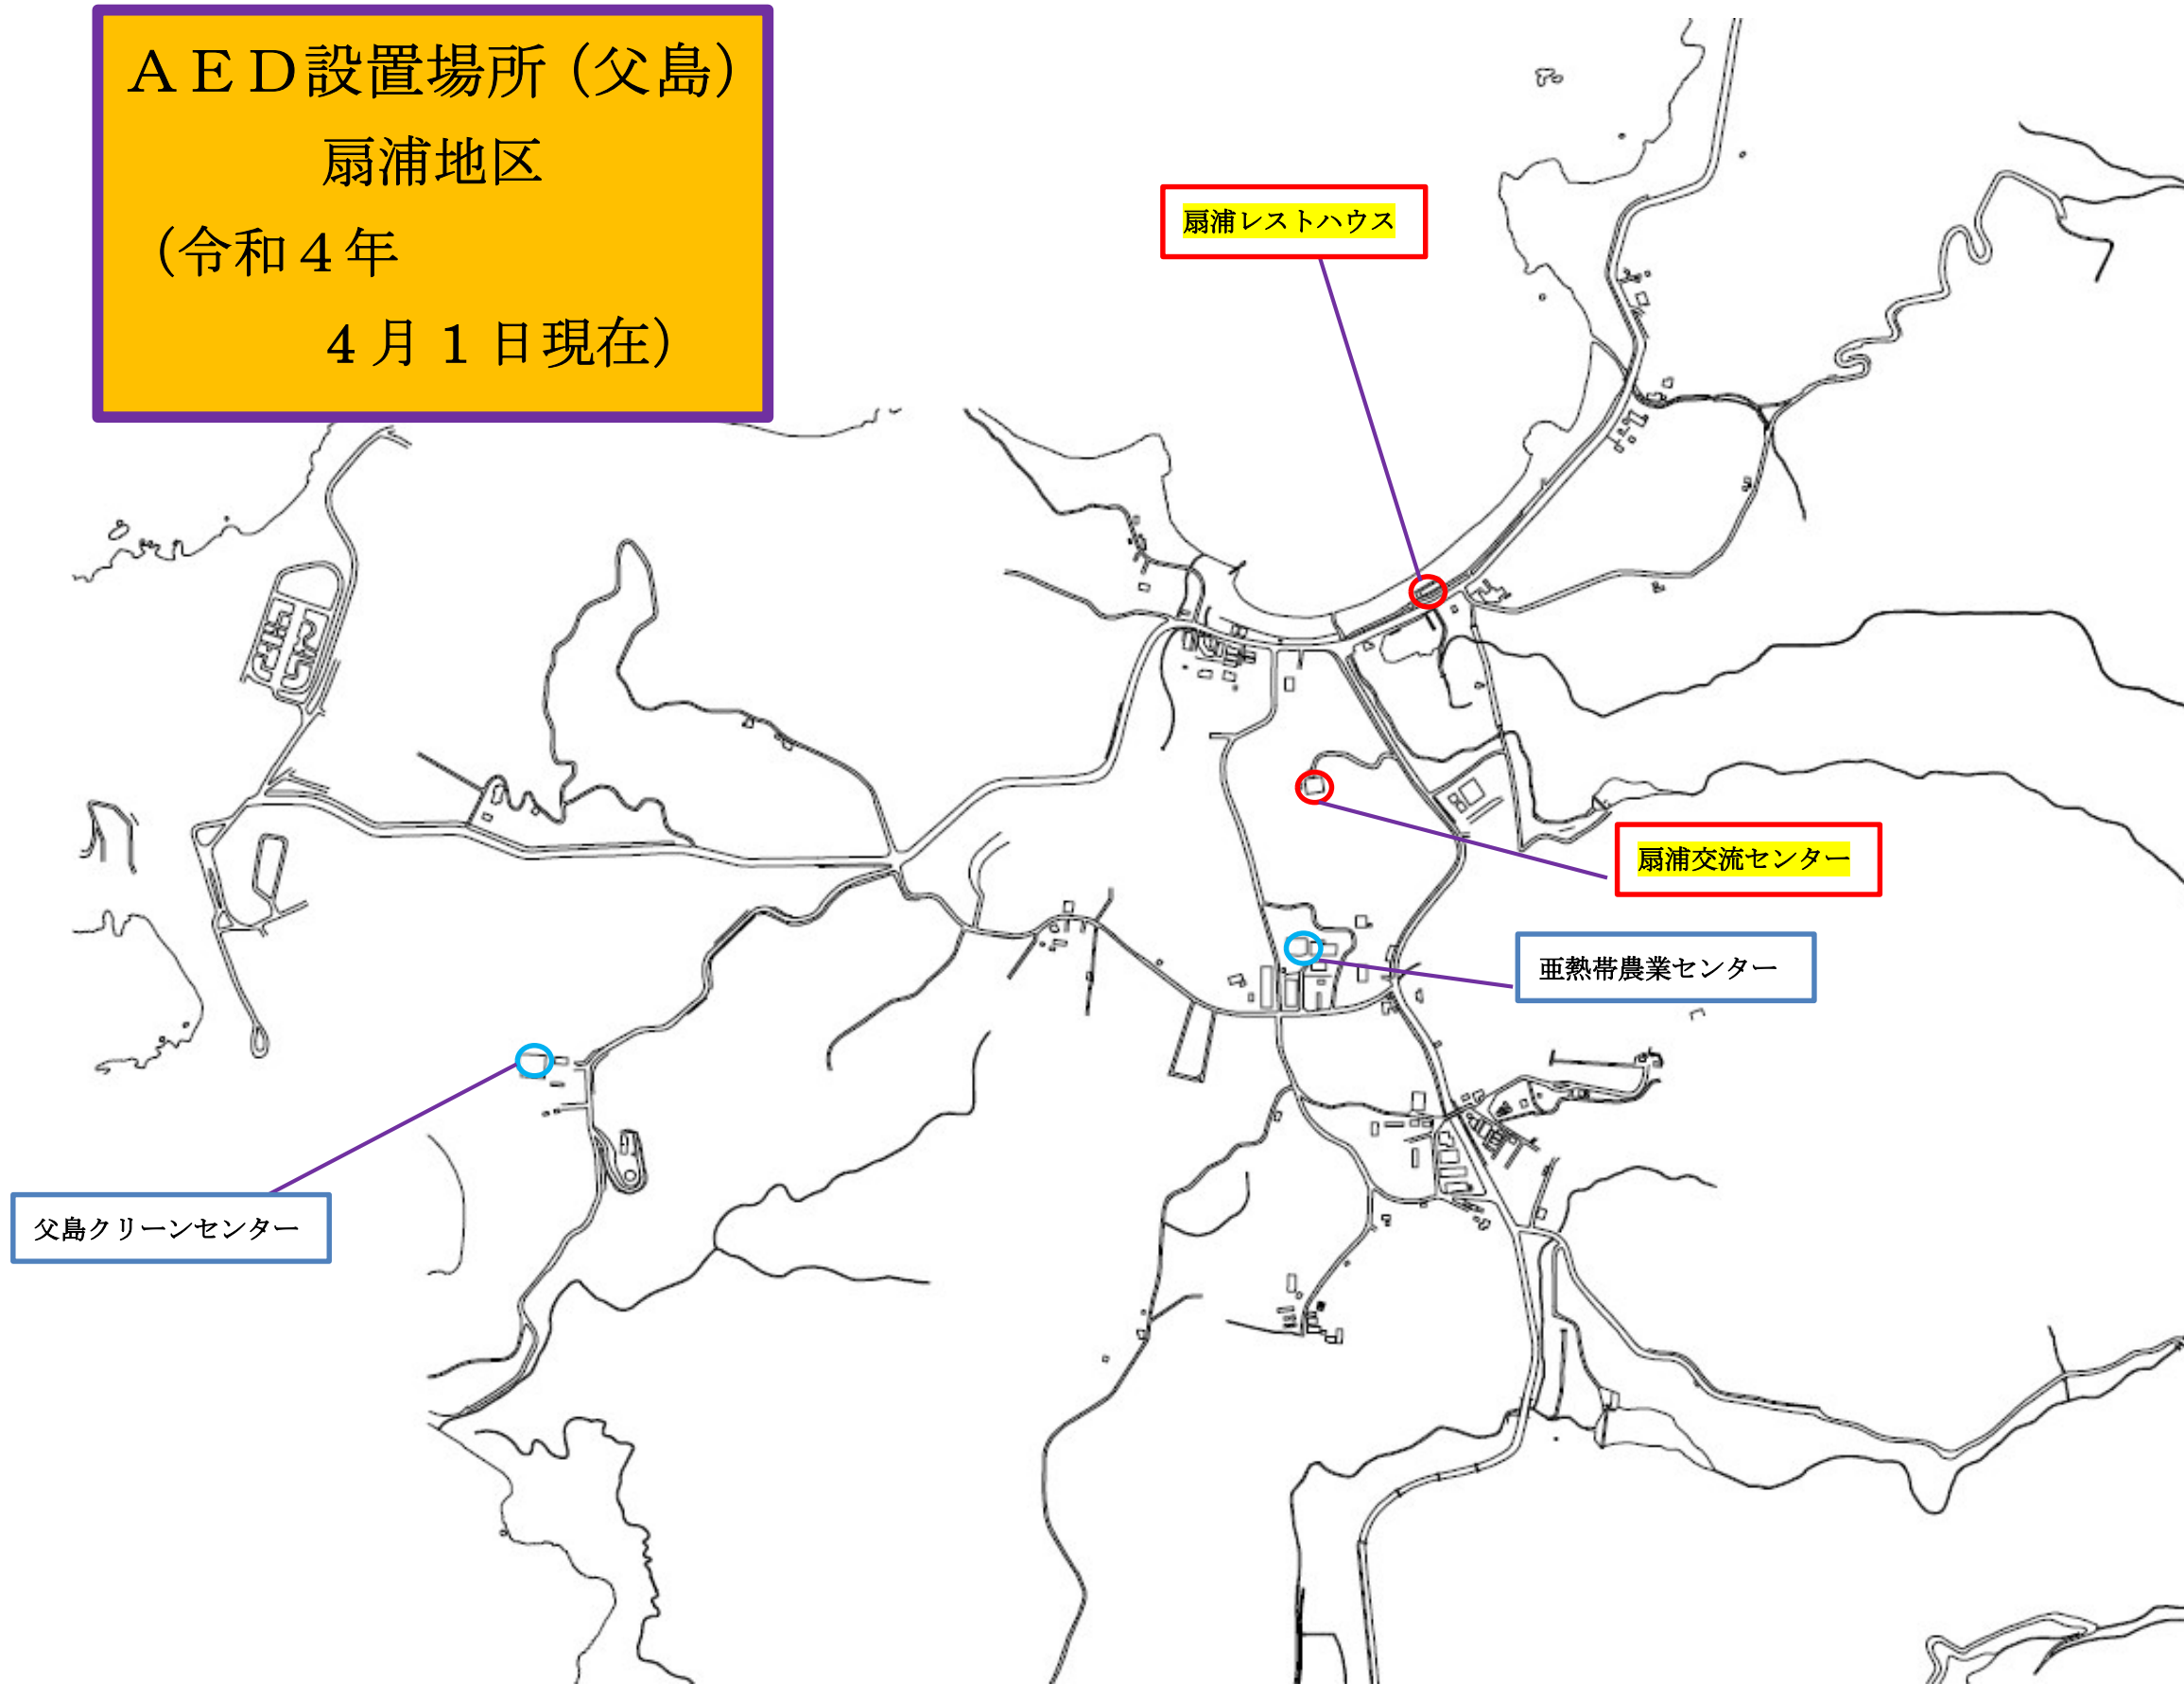 ＡＥＤ設置場所（父島）
扇浦地区
（令和４年
４月１日現在）
扇浦レストハウス
扇浦交流センター
亜熱帯農業センター
父島クリーンセンター